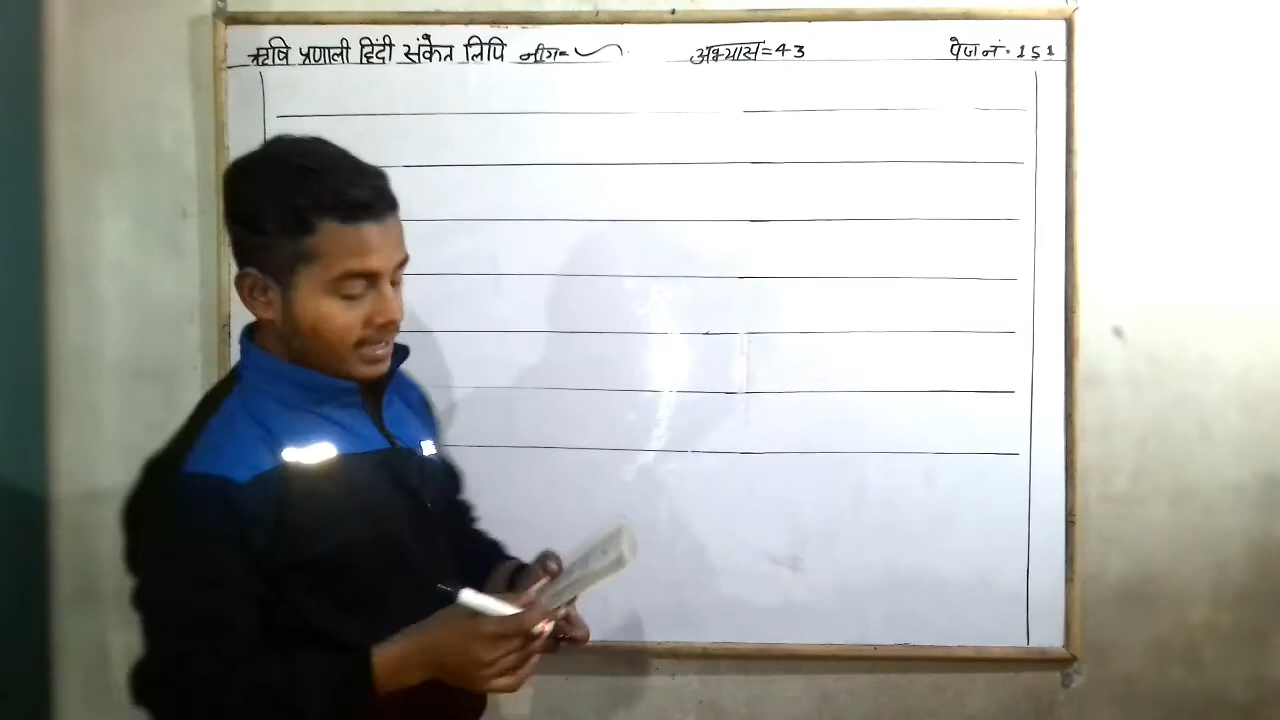 ऋषि प्रणाली हिंदी संकेत लिपि अभ्यास=43 पेज नं. 151